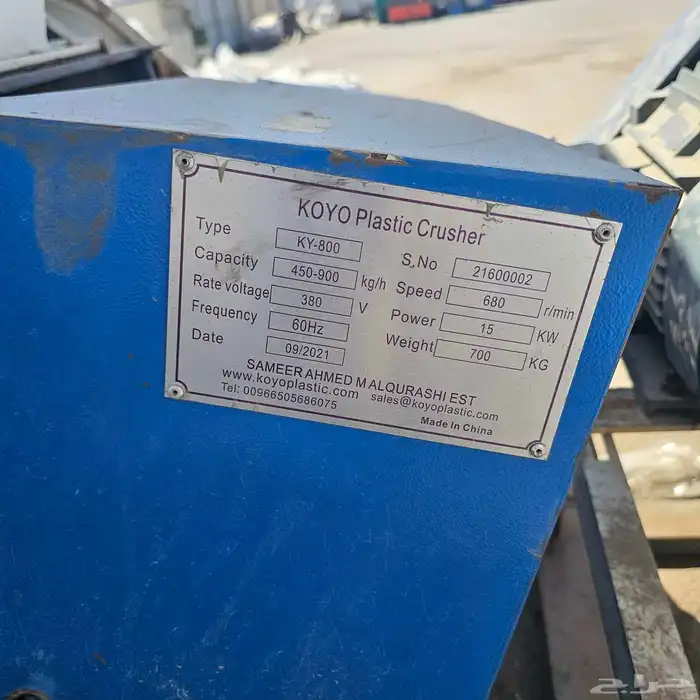 KOYO Plastic Crusher
Type KY-800 S.No 21600002
Capacity 450-900 kg/h Speed 680 r/min
Rate voltage 380 V Power 15 KW
Frequency 60Hz Weight 700 KG
Date 09/2021
SAMEERAHMED M ALQURASHI EST
www.koyoplastic.com sales@koyoplastic.com
Tel: 00966505686075
Made In China
حراج